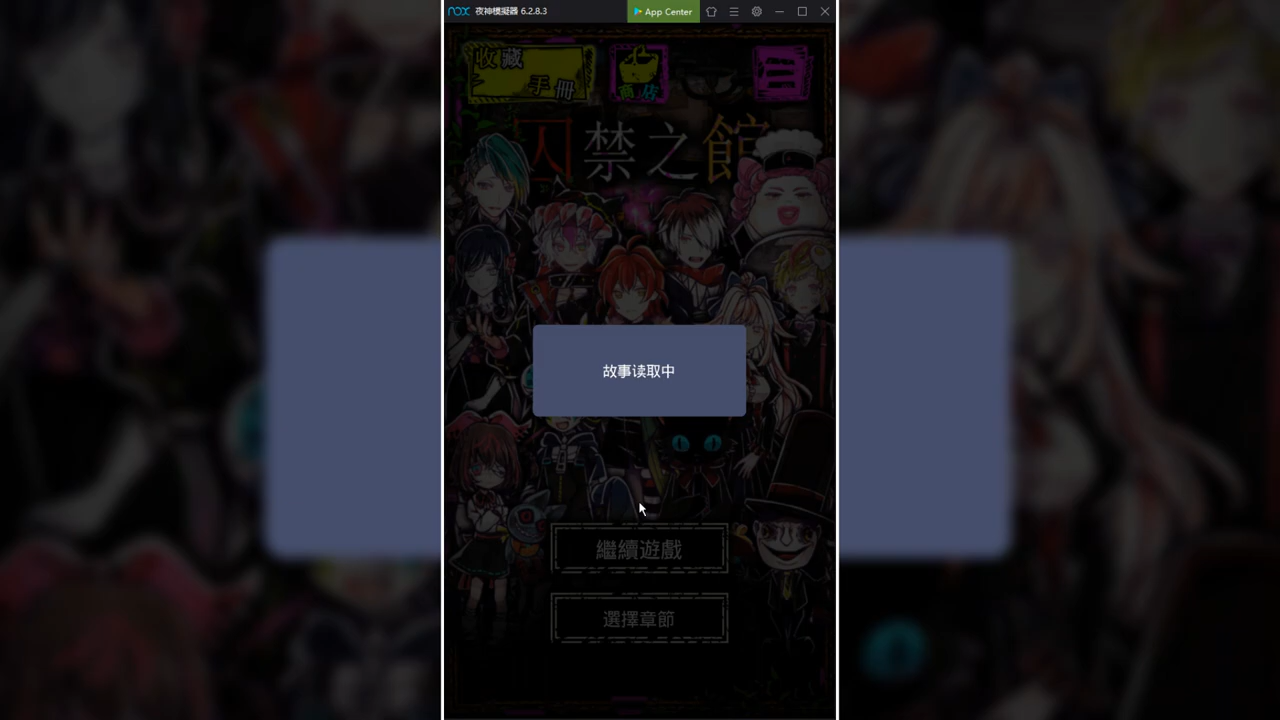 nox 夜神模擬器 6.2.8.3
App Center
收藏
手冊
商店
囚禁之館
故事读取中
繼續遊戲
選擇章節